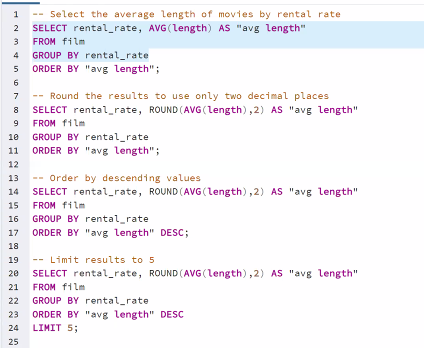 1 -- Select the average length of movies by rental rate
2 SELECT rental_rate, AVG(length) AS "avg length"
3 FROM film
4 GROUP BY rental_rate
5 ORDER BY "avg length";
6
7 -- Round the results to use only two decimal places
8 SELECT rental_rate, ROUND(AVG(length),2) AS "avg length"
9 FROM film
10 GROUP BY rental_rate
11 ORDER BY "avg length";
12
13 -- Order by descending values
14 SELECT rental_rate, ROUND(AVG(length),2) AS "avg length"
15 FROM film
16 GROUP BY rental_rate
17 ORDER BY "avg length" DESC;
18
19 -- Limit results to 5
20 SELECT rental_rate, ROUND(AVG(length),2) AS "avg length"
21 FROM film
22 GROUP BY rental_rate
23 ORDER BY "avg length" DESC
24 LIMIT 5;
25